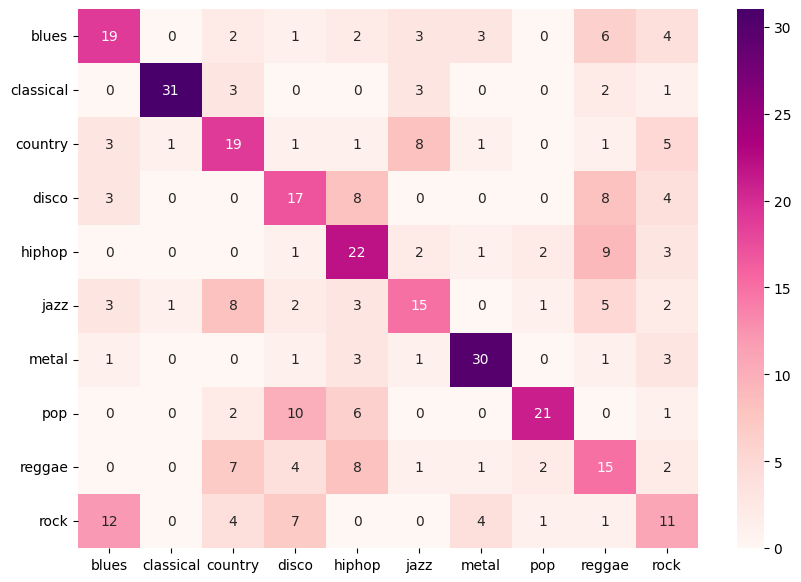 blues 19 0 2 1 2 3 3 0 6 4
classical 0 31 3 0 0 3 0 0 2 1
country 3 1 19 1 1 8 1 0 1 5
disco 3 0 0 17 8 0 0 0 8 4
hiphop 0 0 0 1 22 2 1 2 9 3
jazz 3 1 8 2 3 15 0 1 5 2
metal 1 0 0 1 3 1 30 0 1 3
pop 0 0 2 10 6 0 0 21 0 1
reggae 0 0 7 4 8 1 1 2 15 2
rock 12 0 4 7 0 0 4 1 1 11
blues classical country disco hiphop jazz metal pop reggae rock
30
25
20
15
10
5
0